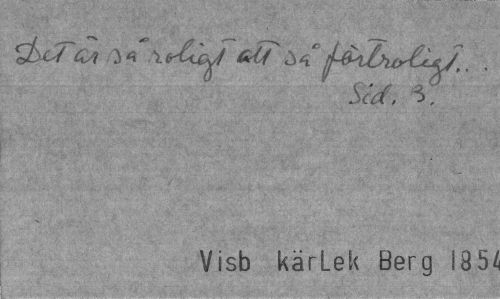 Det är så roligt att så förtroligt...
Sid. 3.
Visb kärLek Berg 1854